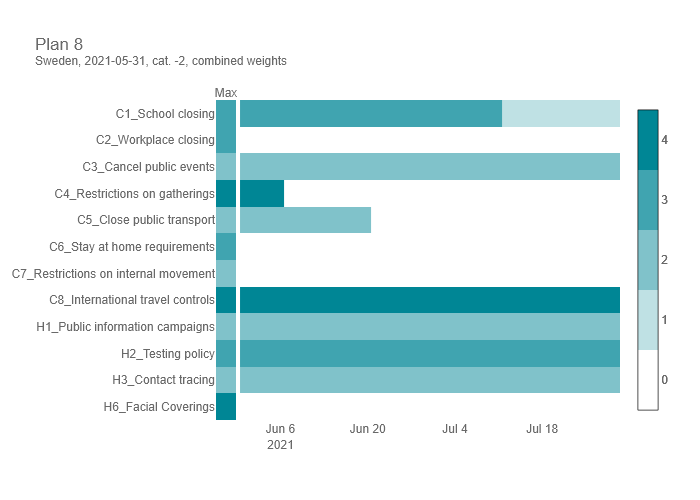 Plan 8
Sweden, 2021-05-31, cat. -2, combined weights
Max
C1_School closing
C2_Workplace closing
C3_Cancel public events
C4_Restrictions on gatherings
C5_Close public transport
C6_Stay at home requirements
C7_Restrictions on internal movement
C8_International travel controls
H1_Public information campaigns
H2_Testing policy
H3_Contact tracing
H6_Facial Coverings
Jun 6 Jun 20 Jul 4 Jul 18
2021
4
3
2
1
0